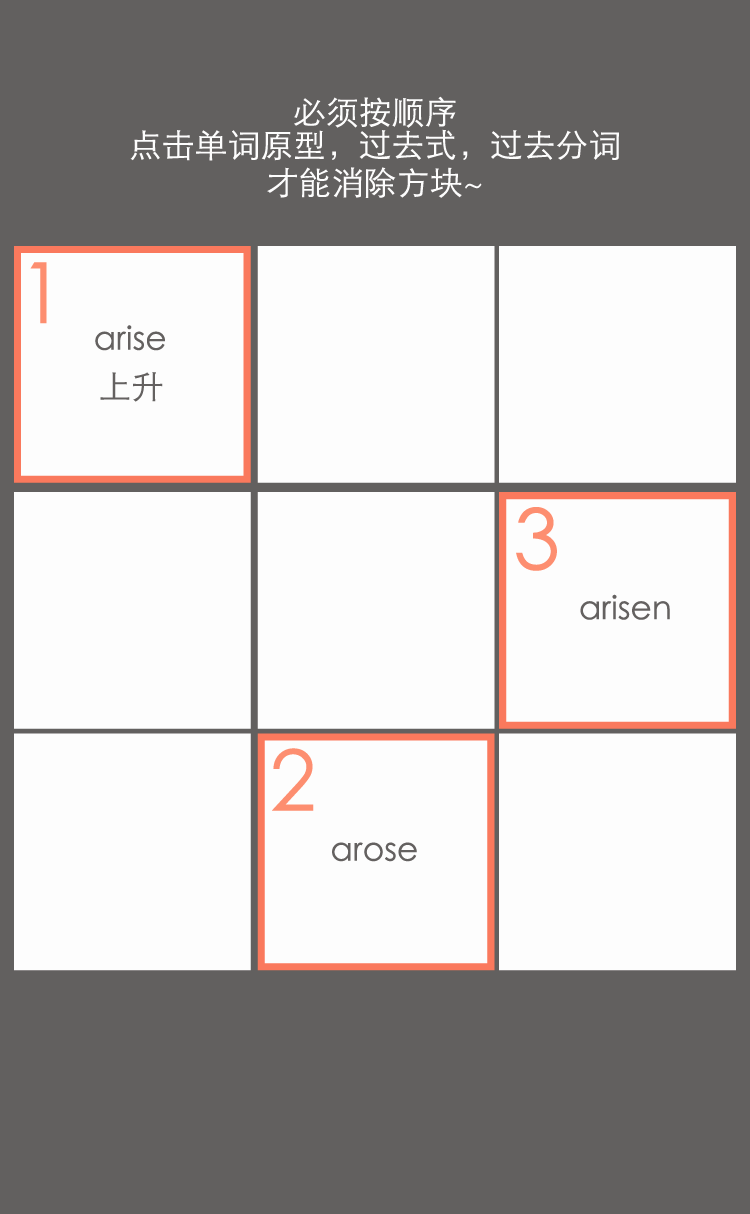 必须按顺序
点击单词原型，过去式，过去分词
才能消除方块~
1
arise
上升
3
arisen
2
arose